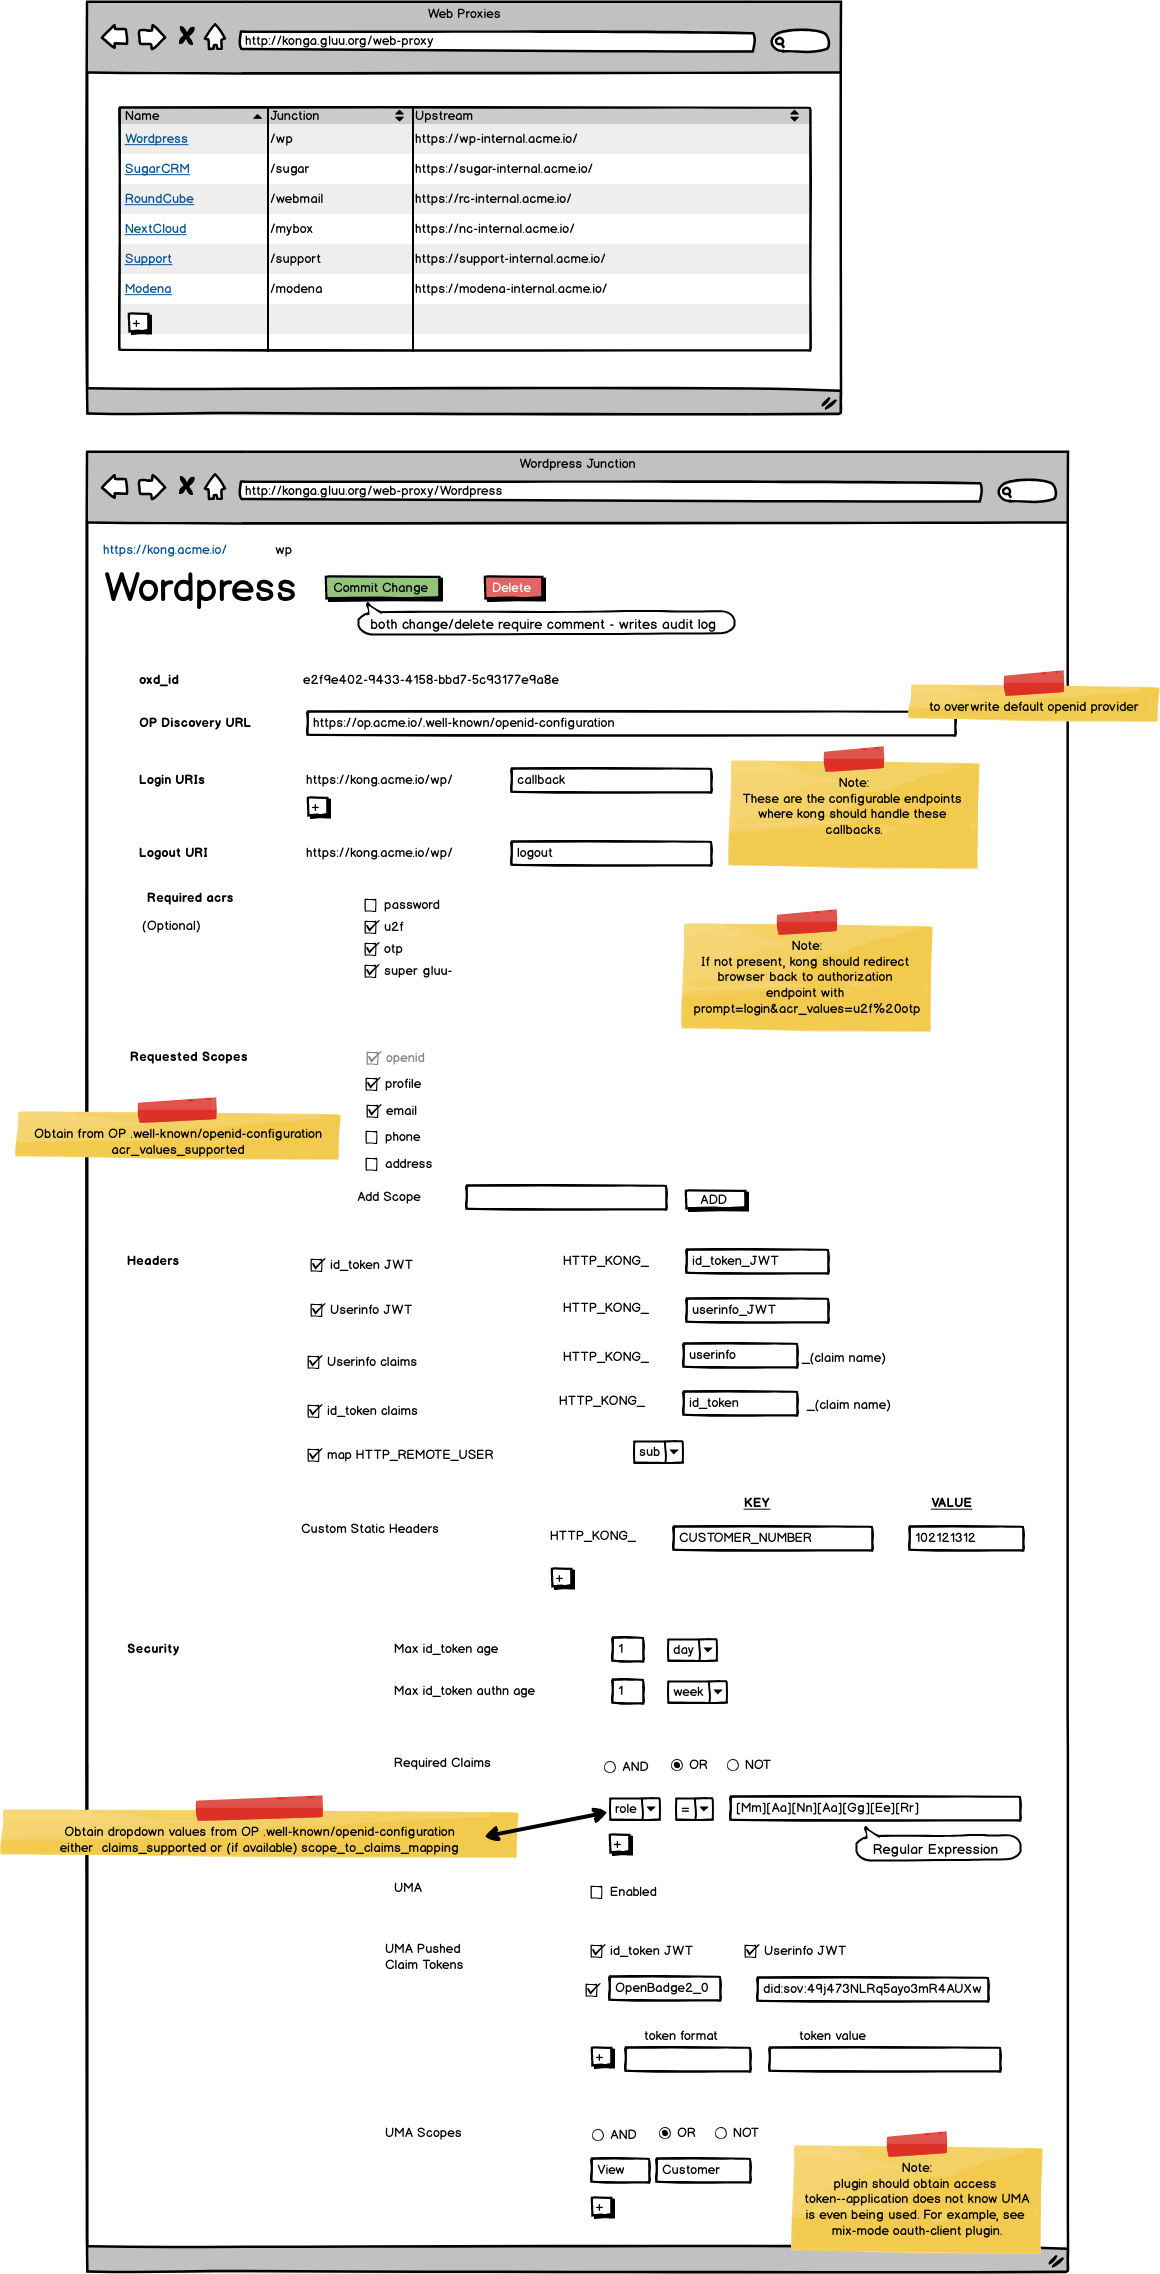 Web Proxies
http://konga.gluu.org/web-proxy
Name Junction Upstream
Wordpress /wp https://wp-internal.acme.io/
SugarCRM /sugar https://sugar-internal.acme.io/
RoundCube /webmail https://rc-internal.acme.io/
NextCloud /mybox https://nc-internal.acme.io/
Support /support https://support-internal.acme.io/
Modena /modena https://modena-internal.acme.io/
+
Wordpress Junction
http://konga.gluu.org/web-proxy/Wordpress
https://kong.acme.io/ wp
Wordpress Commit Change Delete
both change/delete require comment - writes audit log
oxd_id e2f9e402-9433-4158-bbd7-5c93177e9a8e
to overwrite default openid provider
OP Discovery URL https://op.acme.io/.well-known/openid-configuration
Login URIs https://kong.acme.io/wp/ callback
+
Note:
These are the configurable endpoints
where kong should handle these
callbacks.
Logout URI https://kong.acme.io/wp/ logout
Required acrs
(Optional)
password
u2f
otp
super gluu-
Note:
If not present, kong should redirect
browser back to authorization
endpoint with
prompt=login&acr_values=u2f%20otp
Requested Scopes
openid
profile
email
phone
address
Obtain from OP .well-known/openid-configuration
acr_values_supported
Add Scope ADD
Headers
id_token JWT HTTP_KONG_ id_token_JWT
Userinfo JWT HTTP_KONG_ userinfo_JWT
Userinfo claims HTTP_KONG_ userinfo _(claim name)
id_token claims HTTP_KONG_ id_token _(claim name)
map HTTP_REMOTE_USER sub
KEY VALUE
Custom Static Headers HTTP_KONG_ CUSTOMER_NUMBER 102121312
+
Security
Max id_token age 1 day
Max id_token authn age 1 week
Required Claims AND OR NOT
role = [Mm][Aa][Nn][Aa][Gg][Ee][Rr]
+
Regular Expression
Obtain dropdown values from OP .well-known/openid-configuration
either claims_supported or (if available) scope_to_claims_mapping
UMA Enabled
UMA Pushed
Claim Tokens
id_token JWT Userinfo JWT
OpenBadge2_0 did:sov:49j473NLRq5ayo3mR4AUXw
token format token value
+
UMA Scopes AND OR NOT
View Customer
+
Note:
plugin should obtain access
token--application does not know UMA
is even being used. For example, see
mix-mode oauth-client plugin.